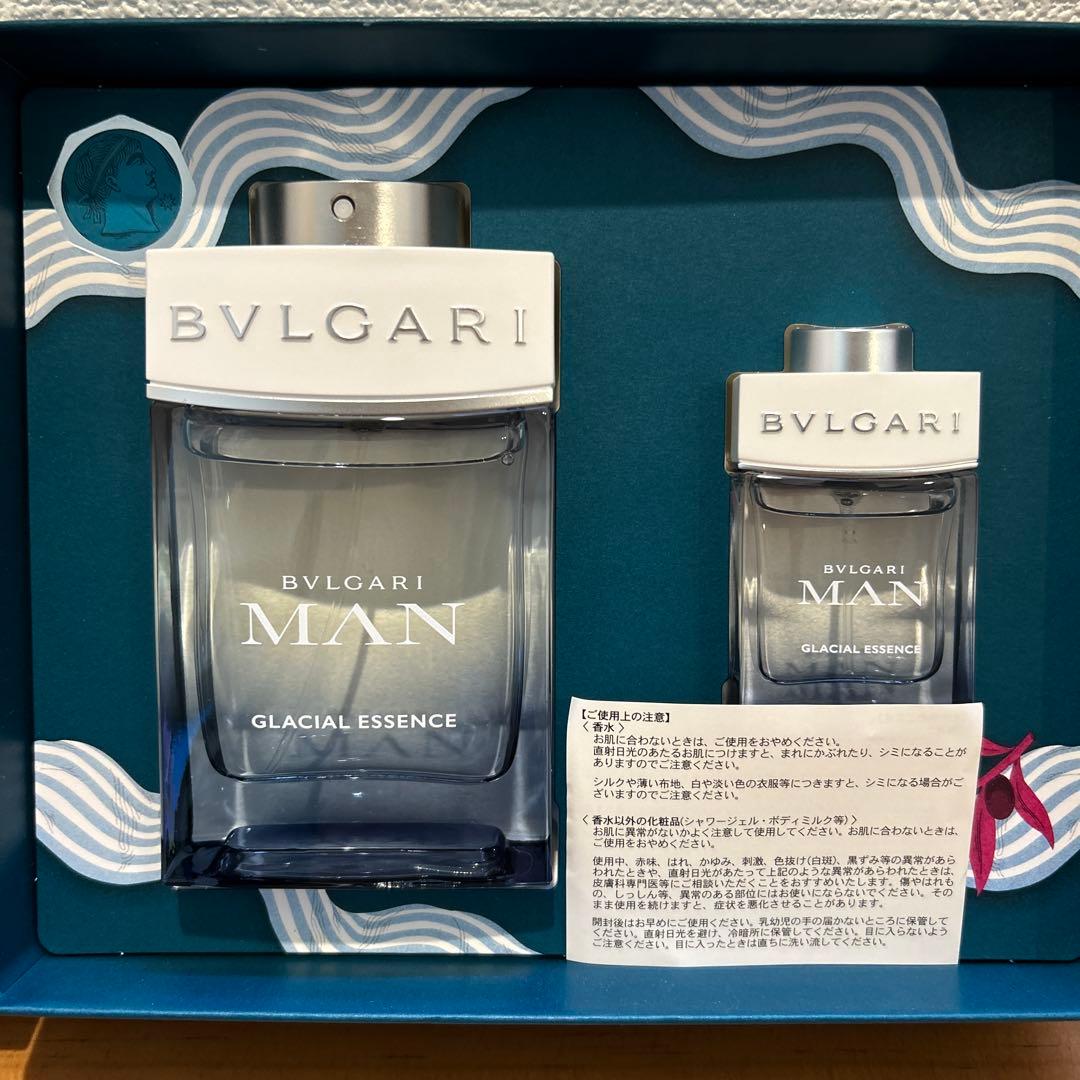 BVLGARI
BVLGARI
MAN
GLACIAL ESSENCE
BVLGARI
BVLGARI
MAN
GLACIAL ESSENCE
【ご使用上の注意】
〈 香水 〉
お肌に合わないときは、ご使用をおやめください。
直射日光のあたるお肌につけますと、まれにかぶれたり、シミになることが
ありますのでご注意ください。
シルクや薄い布地、白や淡い色の衣服等につきますと、シミになる場合がご
ざいますのでご注意ください。
〈 香水以外の化粧品(シャワージェル・ボディミルク等) 〉
お肌に異常がないかよく注意して使用してください。お肌に合わないときは、
ご使用をおやめください。
使用中、赤味、はれ、かゆみ、刺激、色抜け(白斑)、黒ずみ等の異常があら
われたときや、直射日光があたって上記のような異常があらわれたときは、
皮膚科専門医等にご相談いただくことをおすすめいたします。傷やはれも
の、しっしん等、異常のある部位にはお使いにならないでください。その
まま使用を続けますと、症状を悪化させることがあります。
開封後はお早めにご使用ください。乳幼児の手の届かないところに保管して
ください。直射日光を避け、冷暗所に保管してください。目に入らないよう
ご注意ください。目に入ったときは直ちに洗い流してください。